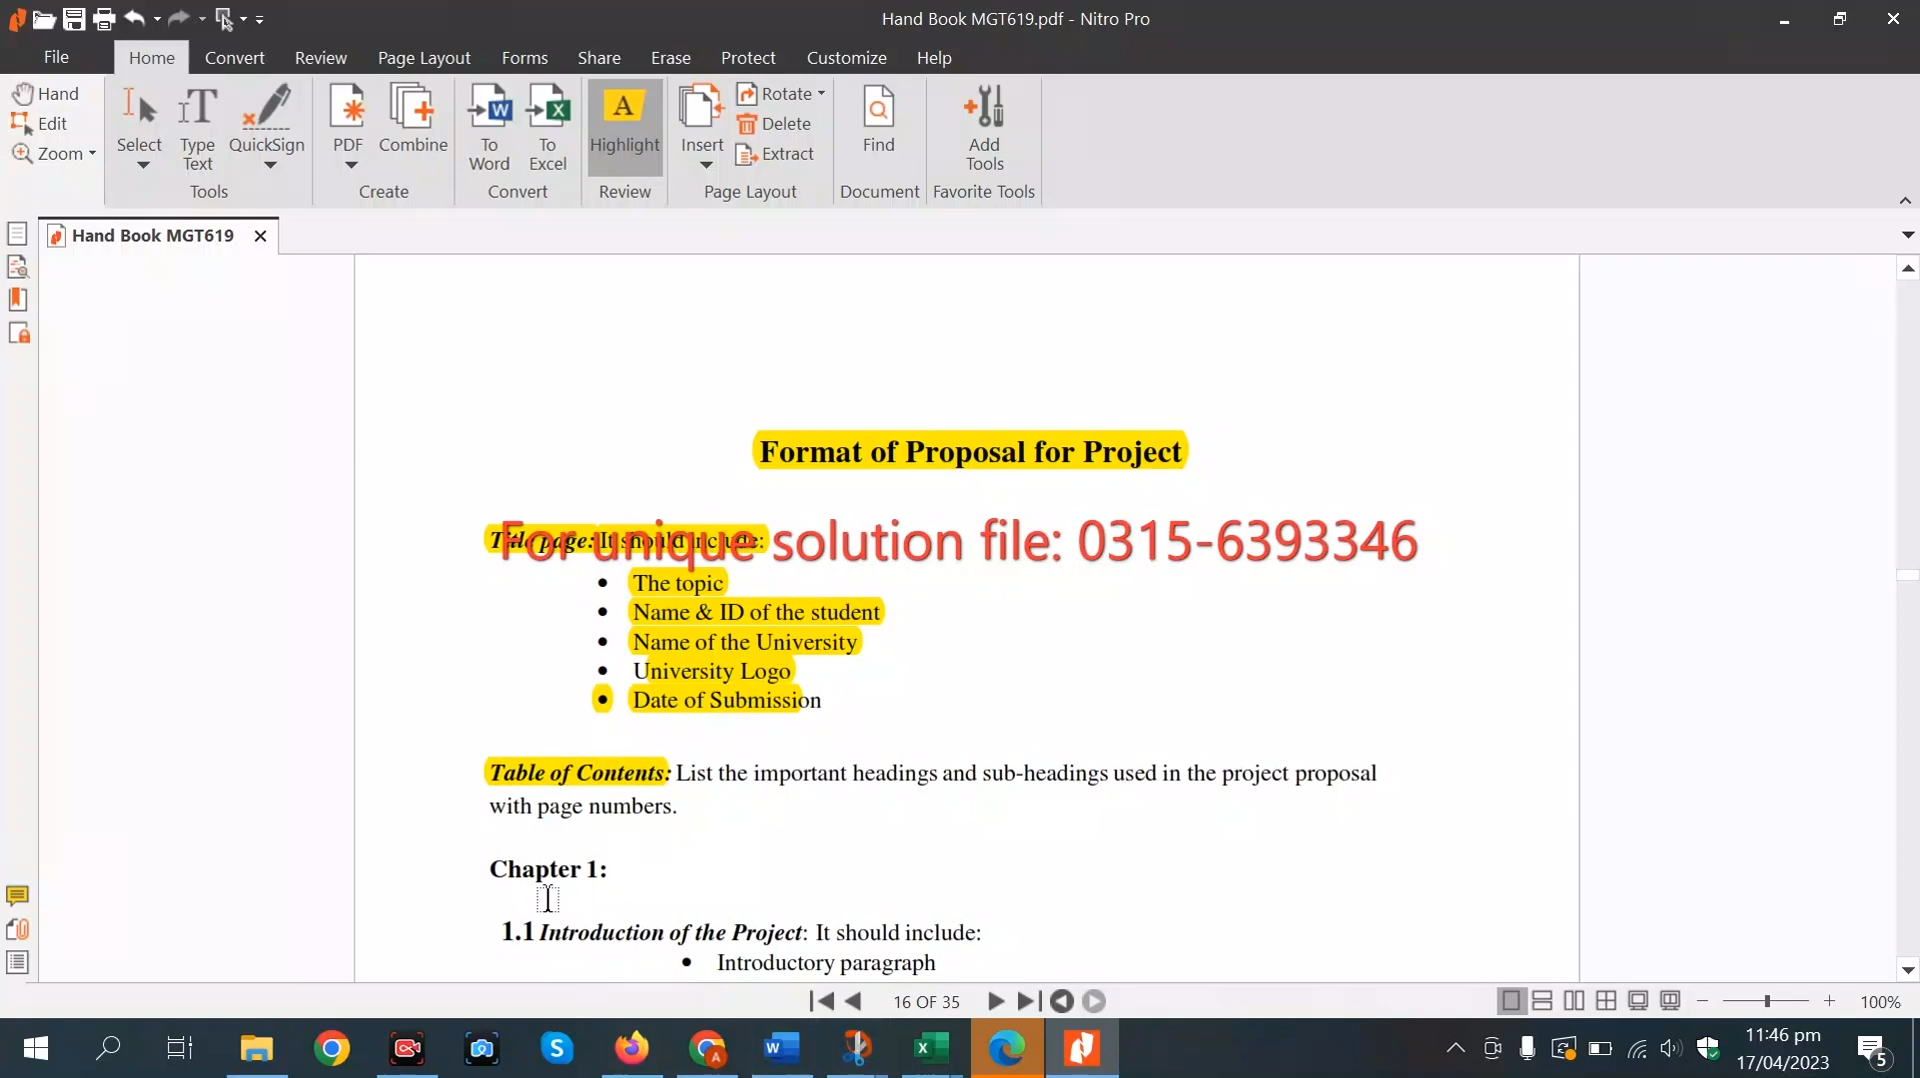 Hand Book MGT619.pdf - Nitro Pro
File Home Convert Review Page Layout Forms Share Erase Protect Customize Help
Hand
Edit
Zoom
Select
Type Text
QuickSign
Tools
PDF
Combine
Create
To Word
To Excel
Convert
A
Highlight
Review
Insert
Rotate
Delete
Extract
Page Layout
Find
Document
Add Tools
Favorite Tools
Hand Book MGT619
Format of Proposal for Project
Title page: It should include:
For unique solution file: 0315-6393346
• The topic
• Name & ID of the student
• Name of the University
• University Logo
• Date of Submission
Table of Contents: List the important headings and sub-headings used in the project proposal
with page numbers.
Chapter 1:
1.1 Introduction of the Project: It should include:
• Introductory paragraph
16 OF 35
100%
11:46 pm
17/04/2023
5